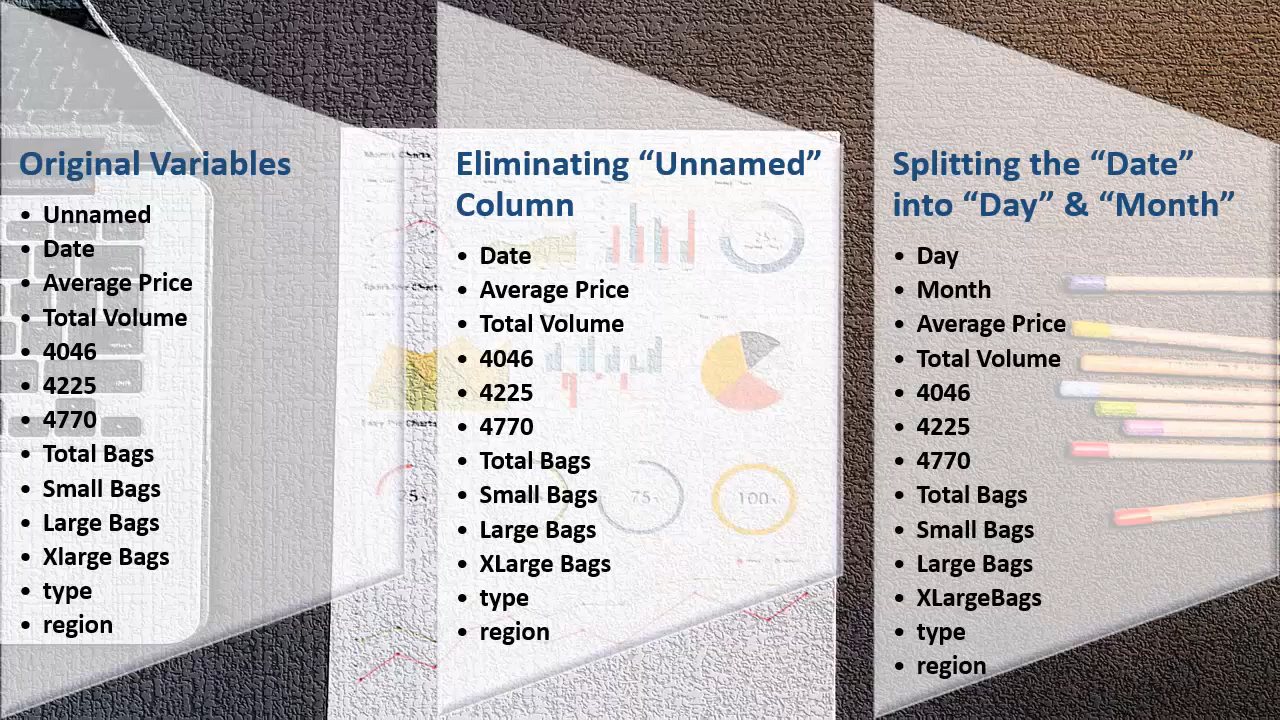 Original Variables
• Unnamed
• Date
• Average Price
• Total Volume
• 4046
• 4225
• 4770
• Total Bags
• Small Bags
• Large Bags
• Xlarge Bags
• type
• region
Eliminating “Unnamed”
Column
• Date
• Average Price
• Total Volume
• 4046
• 4225
• 4770
• Total Bags
• Small Bags
• Large Bags
• XLarge Bags
• type
• region
Splitting the “Date”
into “Day” & “Month”
• Day
• Month
• Average Price
• Total Volume
• 4046
• 4225
• 4770
• Total Bags
• Small Bags
• Large Bags
• XLargeBags
• type
• region
25%
75%
100%